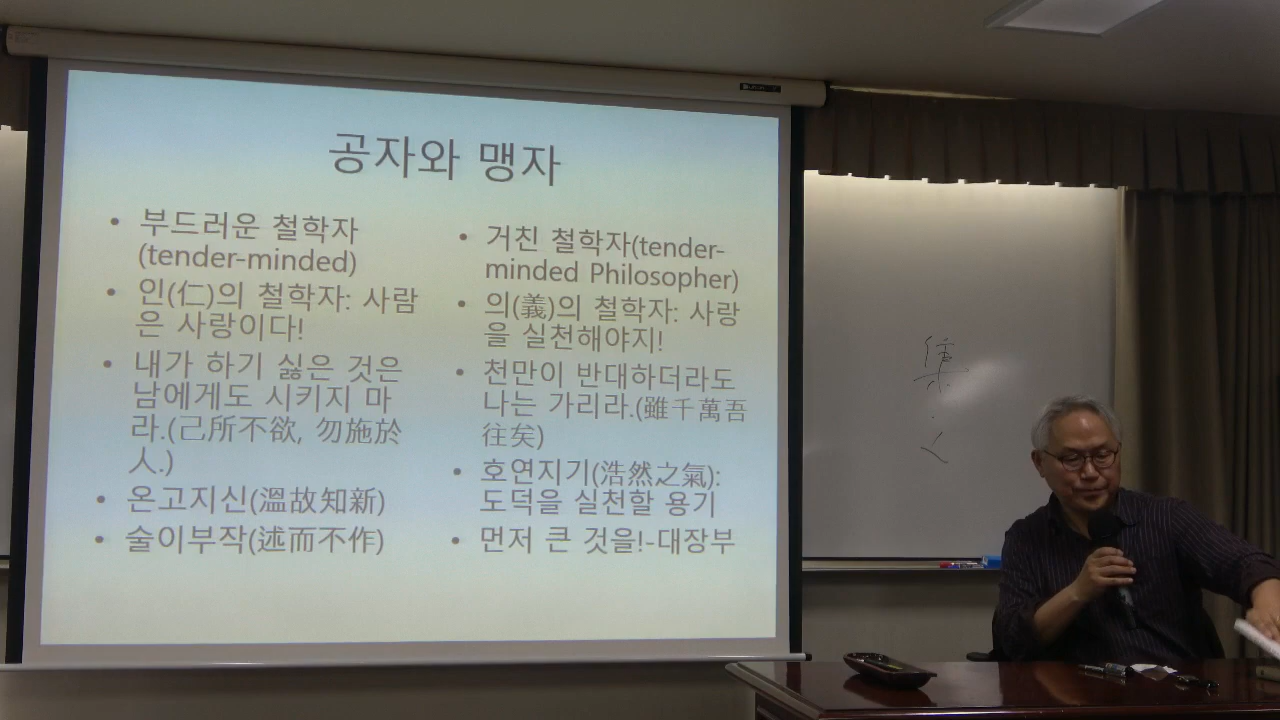 공자와 맹자
• 부드러운 철학자
(tender-minded)
• 인(仁)의 철학자: 사람
은 사랑이다!
• 내가 하기 싫은 것은
남에게도 시키지 마
라.(己所不欲, 勿施於
人.)
• 온고지신(溫故知新)
• 술이부작(述而不作)
• 거친 철학자(tender-
minded Philosopher)
• 의(義)의 철학자: 사랑
을 실천해야지!
• 천만이 반대하더라도
나는 가리라.(雖千萬吾
往矣)
• 호연지기(浩然之氣):
도덕을 실천할 용기
• 먼저 큰 것을!-대장부
人